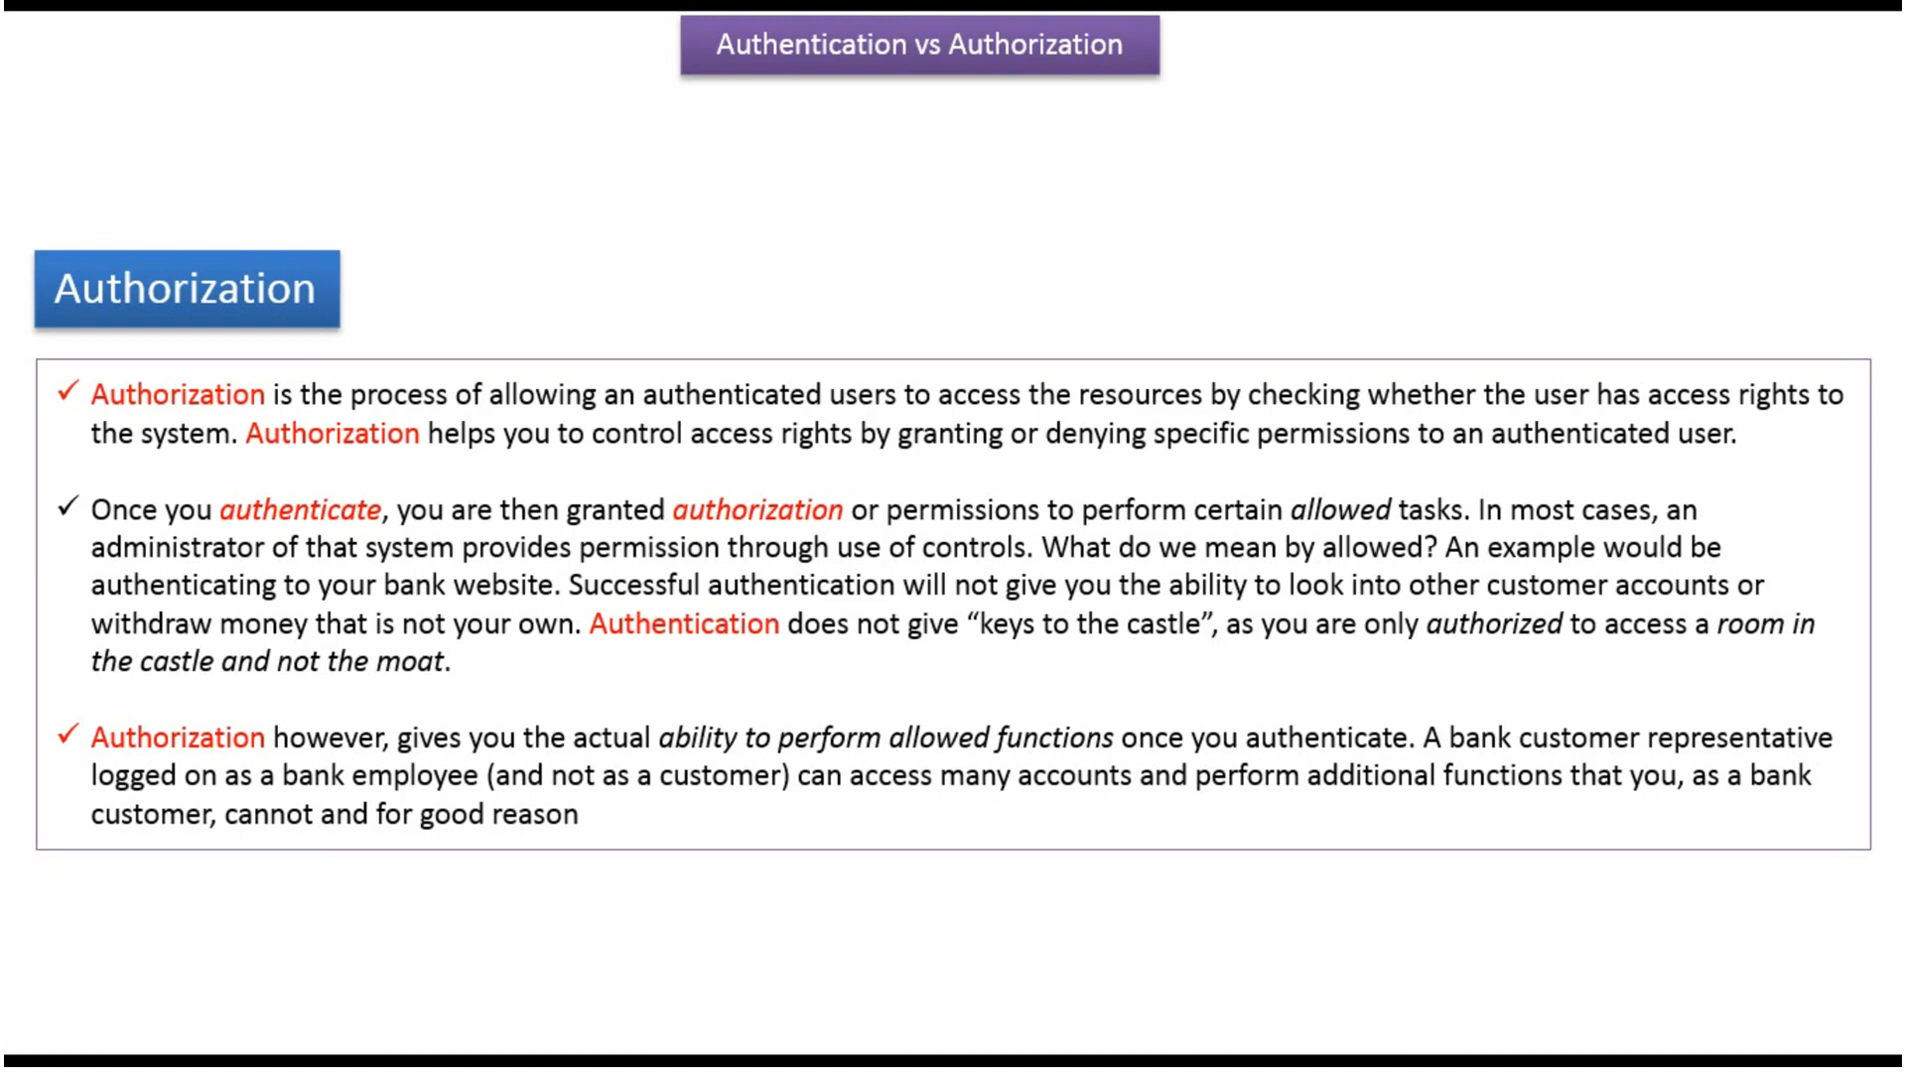 Authentication vs Authorization
Authorization
✓ Authorization is the process of allowing an authenticated users to access the resources by checking whether the user has access rights to
the system. Authorization helps you to control access rights by granting or denying specific permissions to an authenticated user.
✓ Once you authenticate, you are then granted authorization or permissions to perform certain allowed tasks. In most cases, an
administrator of that system provides permission through use of controls. What do we mean by allowed? An example would be
authenticating to your bank website. Successful authentication will not give you the ability to look into other customer accounts or
withdraw money that is not your own. Authentication does not give “keys to the castle”, as you are only authorized to access a room in
the castle and not the moat.
✓ Authorization however, gives you the actual ability to perform allowed functions once you authenticate. A bank customer representative
logged on as a bank employee (and not as a customer) can access many accounts and perform additional functions that you, as a bank
customer, cannot and for good reason